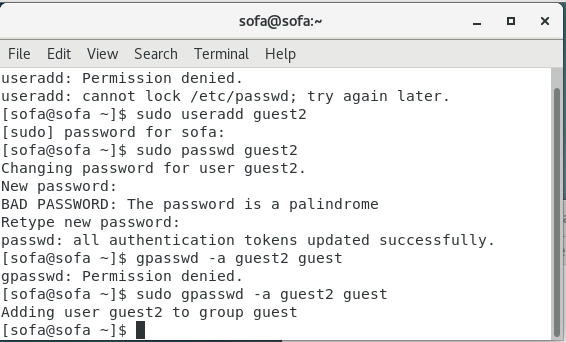 sofa@sofa:~
File Edit View Search Terminal Help
useradd: Permission denied.
useradd: cannot lock /etc/passwd; try again later.
[sofa@sofa ~]$ sudo useradd guest2
[sudo] password for sofa:
[sofa@sofa ~]$ sudo passwd guest2
Changing password for user guest2.
New password:
BAD PASSWORD: The password is a palindrome
Retype new password:
passwd: all authentication tokens updated successfully.
[sofa@sofa ~]$ gpasswd -a guest2 guest
gpasswd: Permission denied.
[sofa@sofa ~]$ sudo gpasswd -a guest2 guest
Adding user guest2 to group guest
[sofa@sofa ~]$